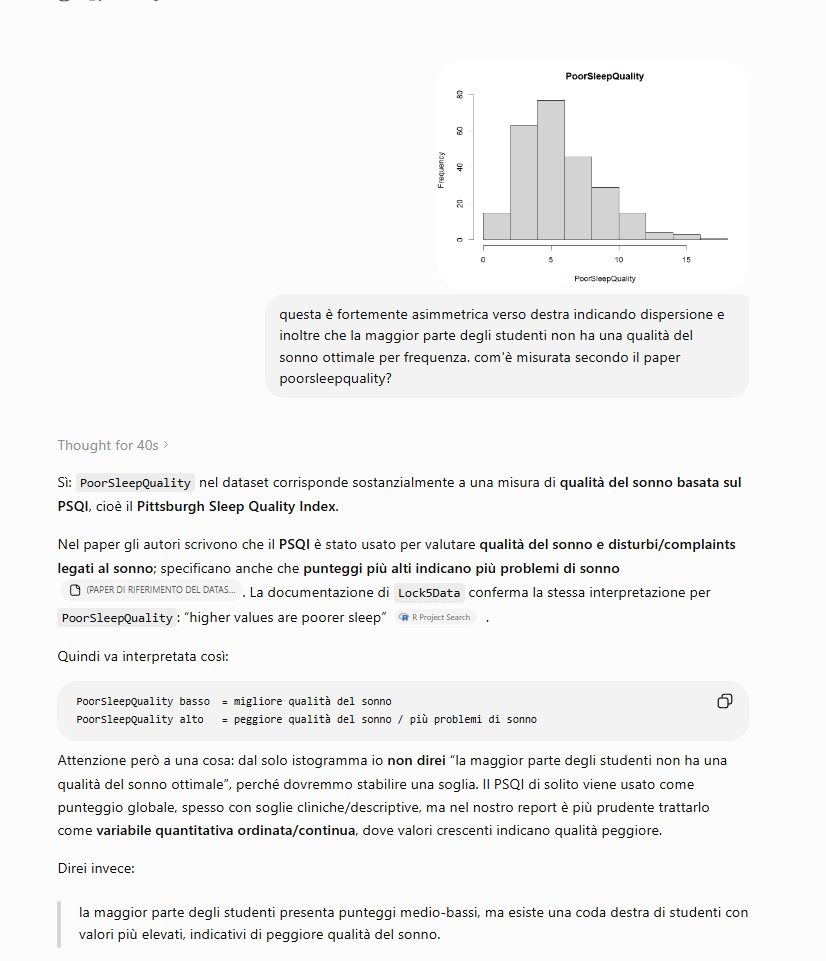 PoorSleepQuality
80
60
40
20
0
Frequency
0 5 10 15
PoorSleepQuality
questa è fortemente asimmetrica verso destra indicando dispersione e
inoltre che la maggior parte degli studenti non ha una qualità del
sonno ottimale per frequenza. com'è misurata secondo il paper
poorsleepquality?
Thought for 40s >
Sì: PoorSleepQuality nel dataset corrisponde sostanzialmente a una misura di qualità del sonno basata sul
PSQI, cioè il Pittsburgh Sleep Quality Index.
Nel paper gli autori scrivono che il PSQI è stato usato per valutare qualità del sonno e disturbi/complaints
legati al sonno; specificano anche che punteggi più alti indicano più problemi di sonno
(PAPER DI RIFERIMENTO DEL DATAS... . La documentazione di Lock5Data conferma la stessa interpretazione per
PoorSleepQuality: “higher values are poorer sleep” R Project Search .
Quindi va interpretata così:
PoorSleepQuality basso = migliore qualità del sonno
PoorSleepQuality alto = peggiore qualità del sonno / più problemi di sonno
Attenzione però a una cosa: dal solo istogramma io non direi “la maggior parte degli studenti non ha una
qualità del sonno ottimale”, perché dovremmo stabilire una soglia. Il PSQI di solito viene usato come
punteggio globale, spesso con soglie cliniche/descriptive, ma nel nostro report è più prudente trattarlo
come variabile quantitativa ordinata/continua, dove valori crescenti indicano qualità peggiore.
Direi invece:
la maggior parte degli studenti presenta punteggi medio-bassi, ma esiste una coda destra di studenti con
valori più elevati, indicativi di peggiore qualità del sonno.